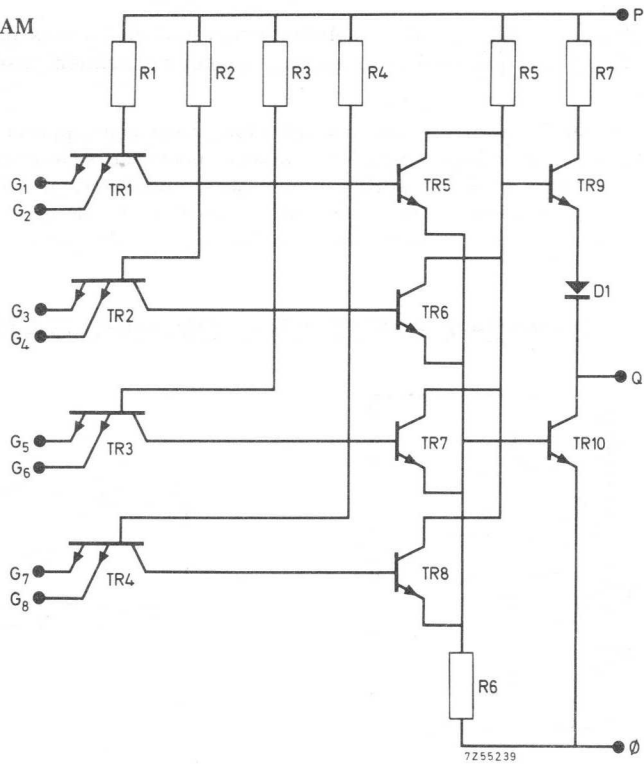 AM
P
R1 R2 R3 R4 R5 R7
G1
G2
TR1 TR5 TR9
G3
G4
TR2 TR6 D1
Q
G5
G6
TR3 TR7 TR10
G7
G8
TR4 TR8
R6
7Z55239
Ø